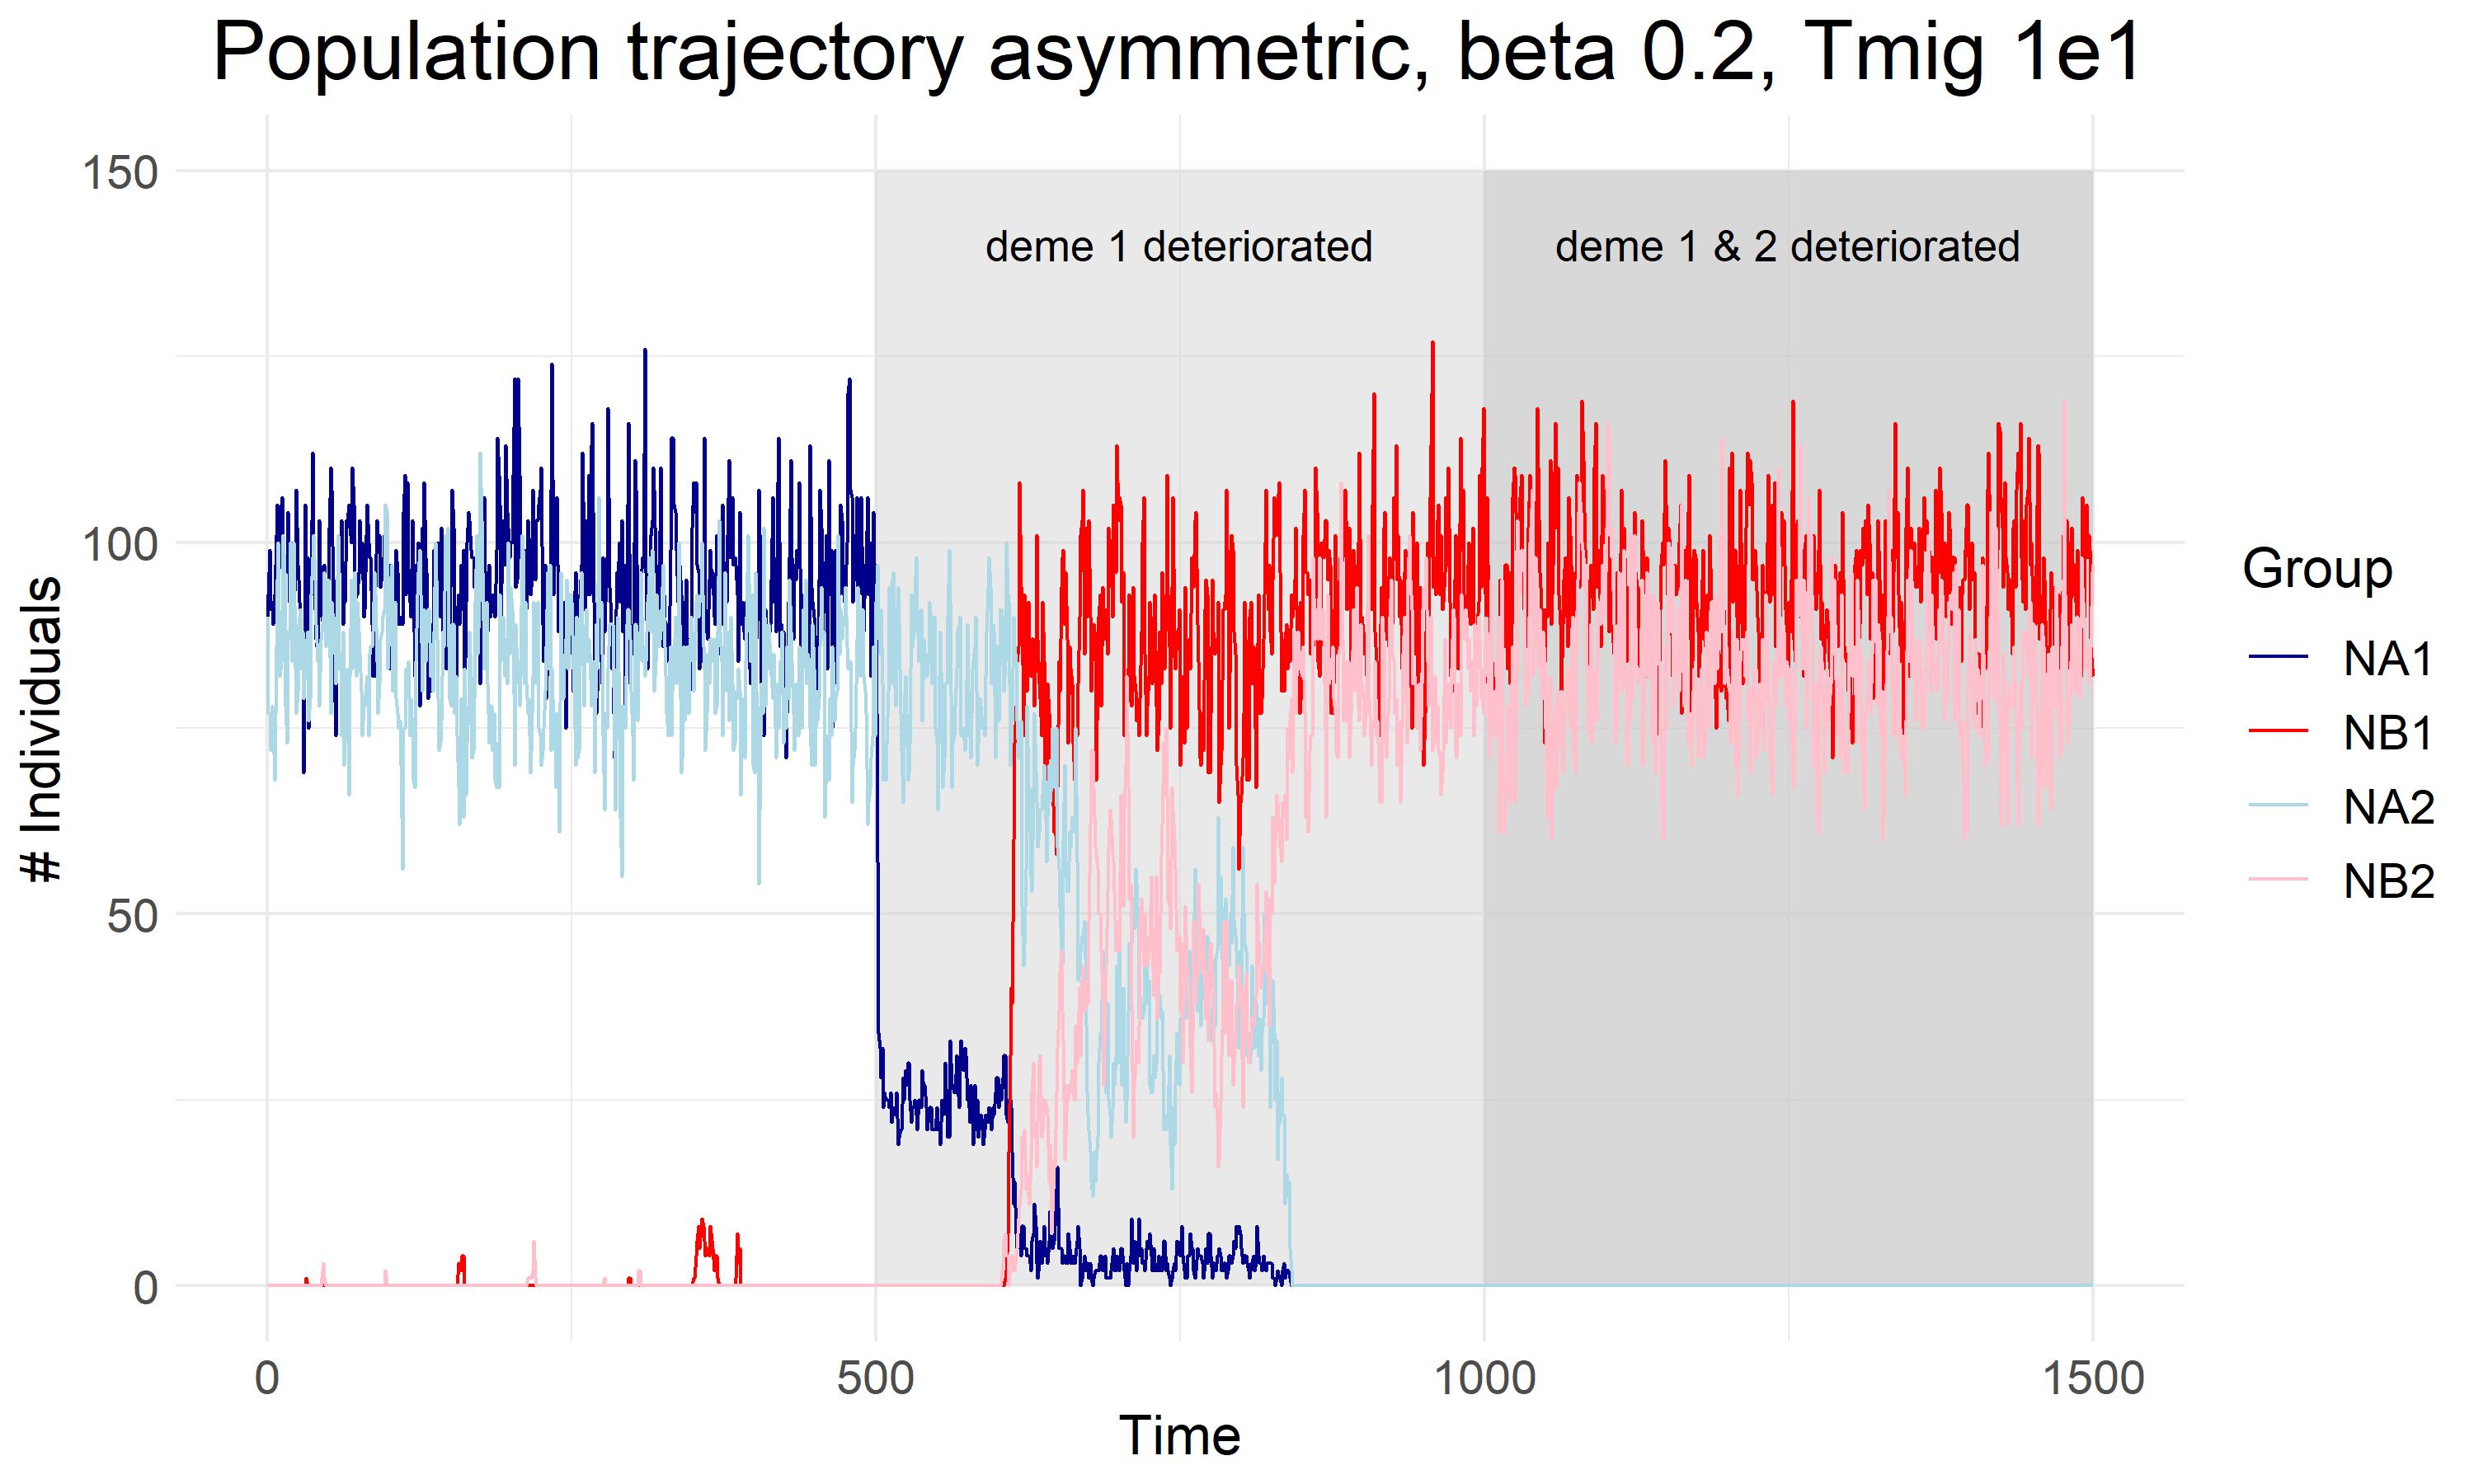 Population trajectory asymmetric, beta 0.2, Tmig 1e1
150
100
50
0
# Individuals
deme 1 deteriorated
deme 1 & 2 deteriorated
0
500
1000
1500
Time
Group
NA1
NB1
NA2
NB2